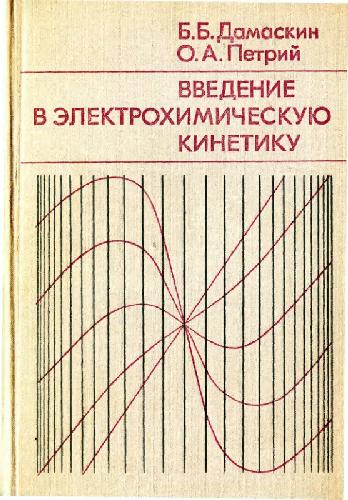 Б.Б.Дамаскин
О.А.Петрий
ВВЕДЕНИЕ
В ЭЛЕКТРОХИМИЧЕСКУЮ
КИНЕТИКУ